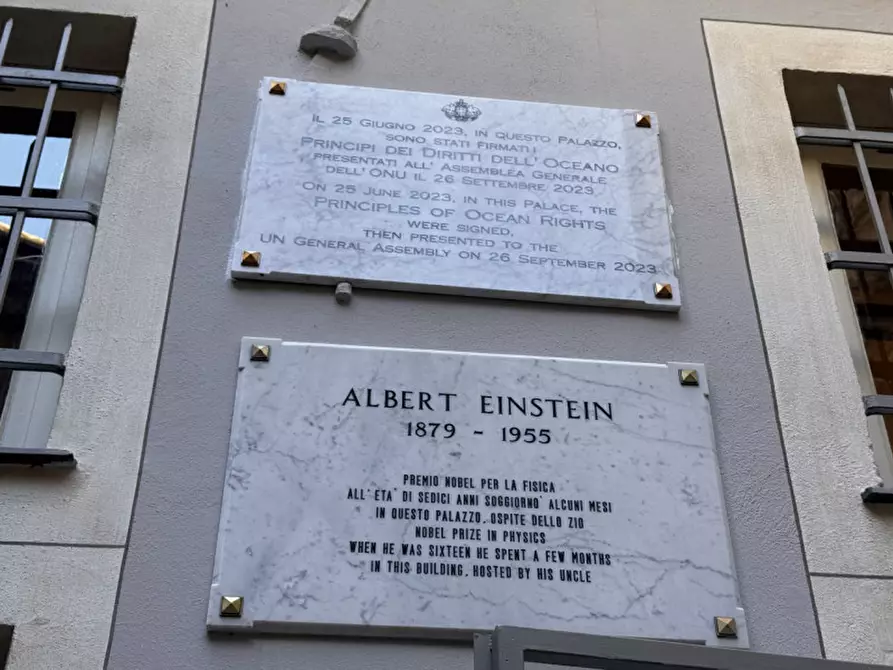 IL 25 GIUGNO 2023, IN QUESTO PALAZZO,
SONO STATI FIRMATI I
PRINCIPI DEI DIRITTI DELL'OCEANO
PRESENTATI ALL'ASSEMBLEA GENERALE
DELL'ONU IL 26 SETTEMBRE 2023
ON 25 JUNE 2023, IN THIS PALACE, THE
PRINCIPLES OF OCEAN RIGHTS
WERE SIGNED,
THEN PRESENTED TO THE
UN GENERAL ASSEMBLY ON 26 SEPTEMBER 2023
ALBERT EINSTEIN
1879 - 1955
PREMIO NOBEL PER LA FISICA
ALL'ETA' DI SEDICI ANNI SOGGIORNO' ALCUNI MESI
IN QUESTO PALAZZO, OSPITE DELLO ZIO
NOBEL PRIZE IN PHYSICS
WHEN HE WAS SIXTEEN HE SPENT A FEW MONTHS
IN THIS BUILDING, HOSTED BY HIS UNCLE